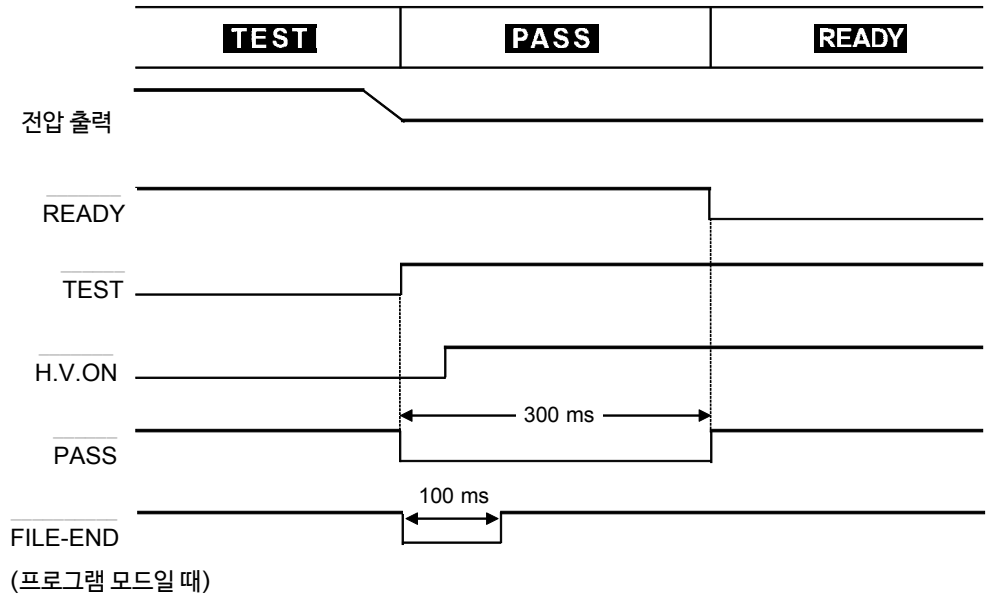 TEST PASS READY
전압 출력
READY
TEST
H.V.ON
300 ms
PASS
100 ms
FILE-END
(프로그램 모드일 때)